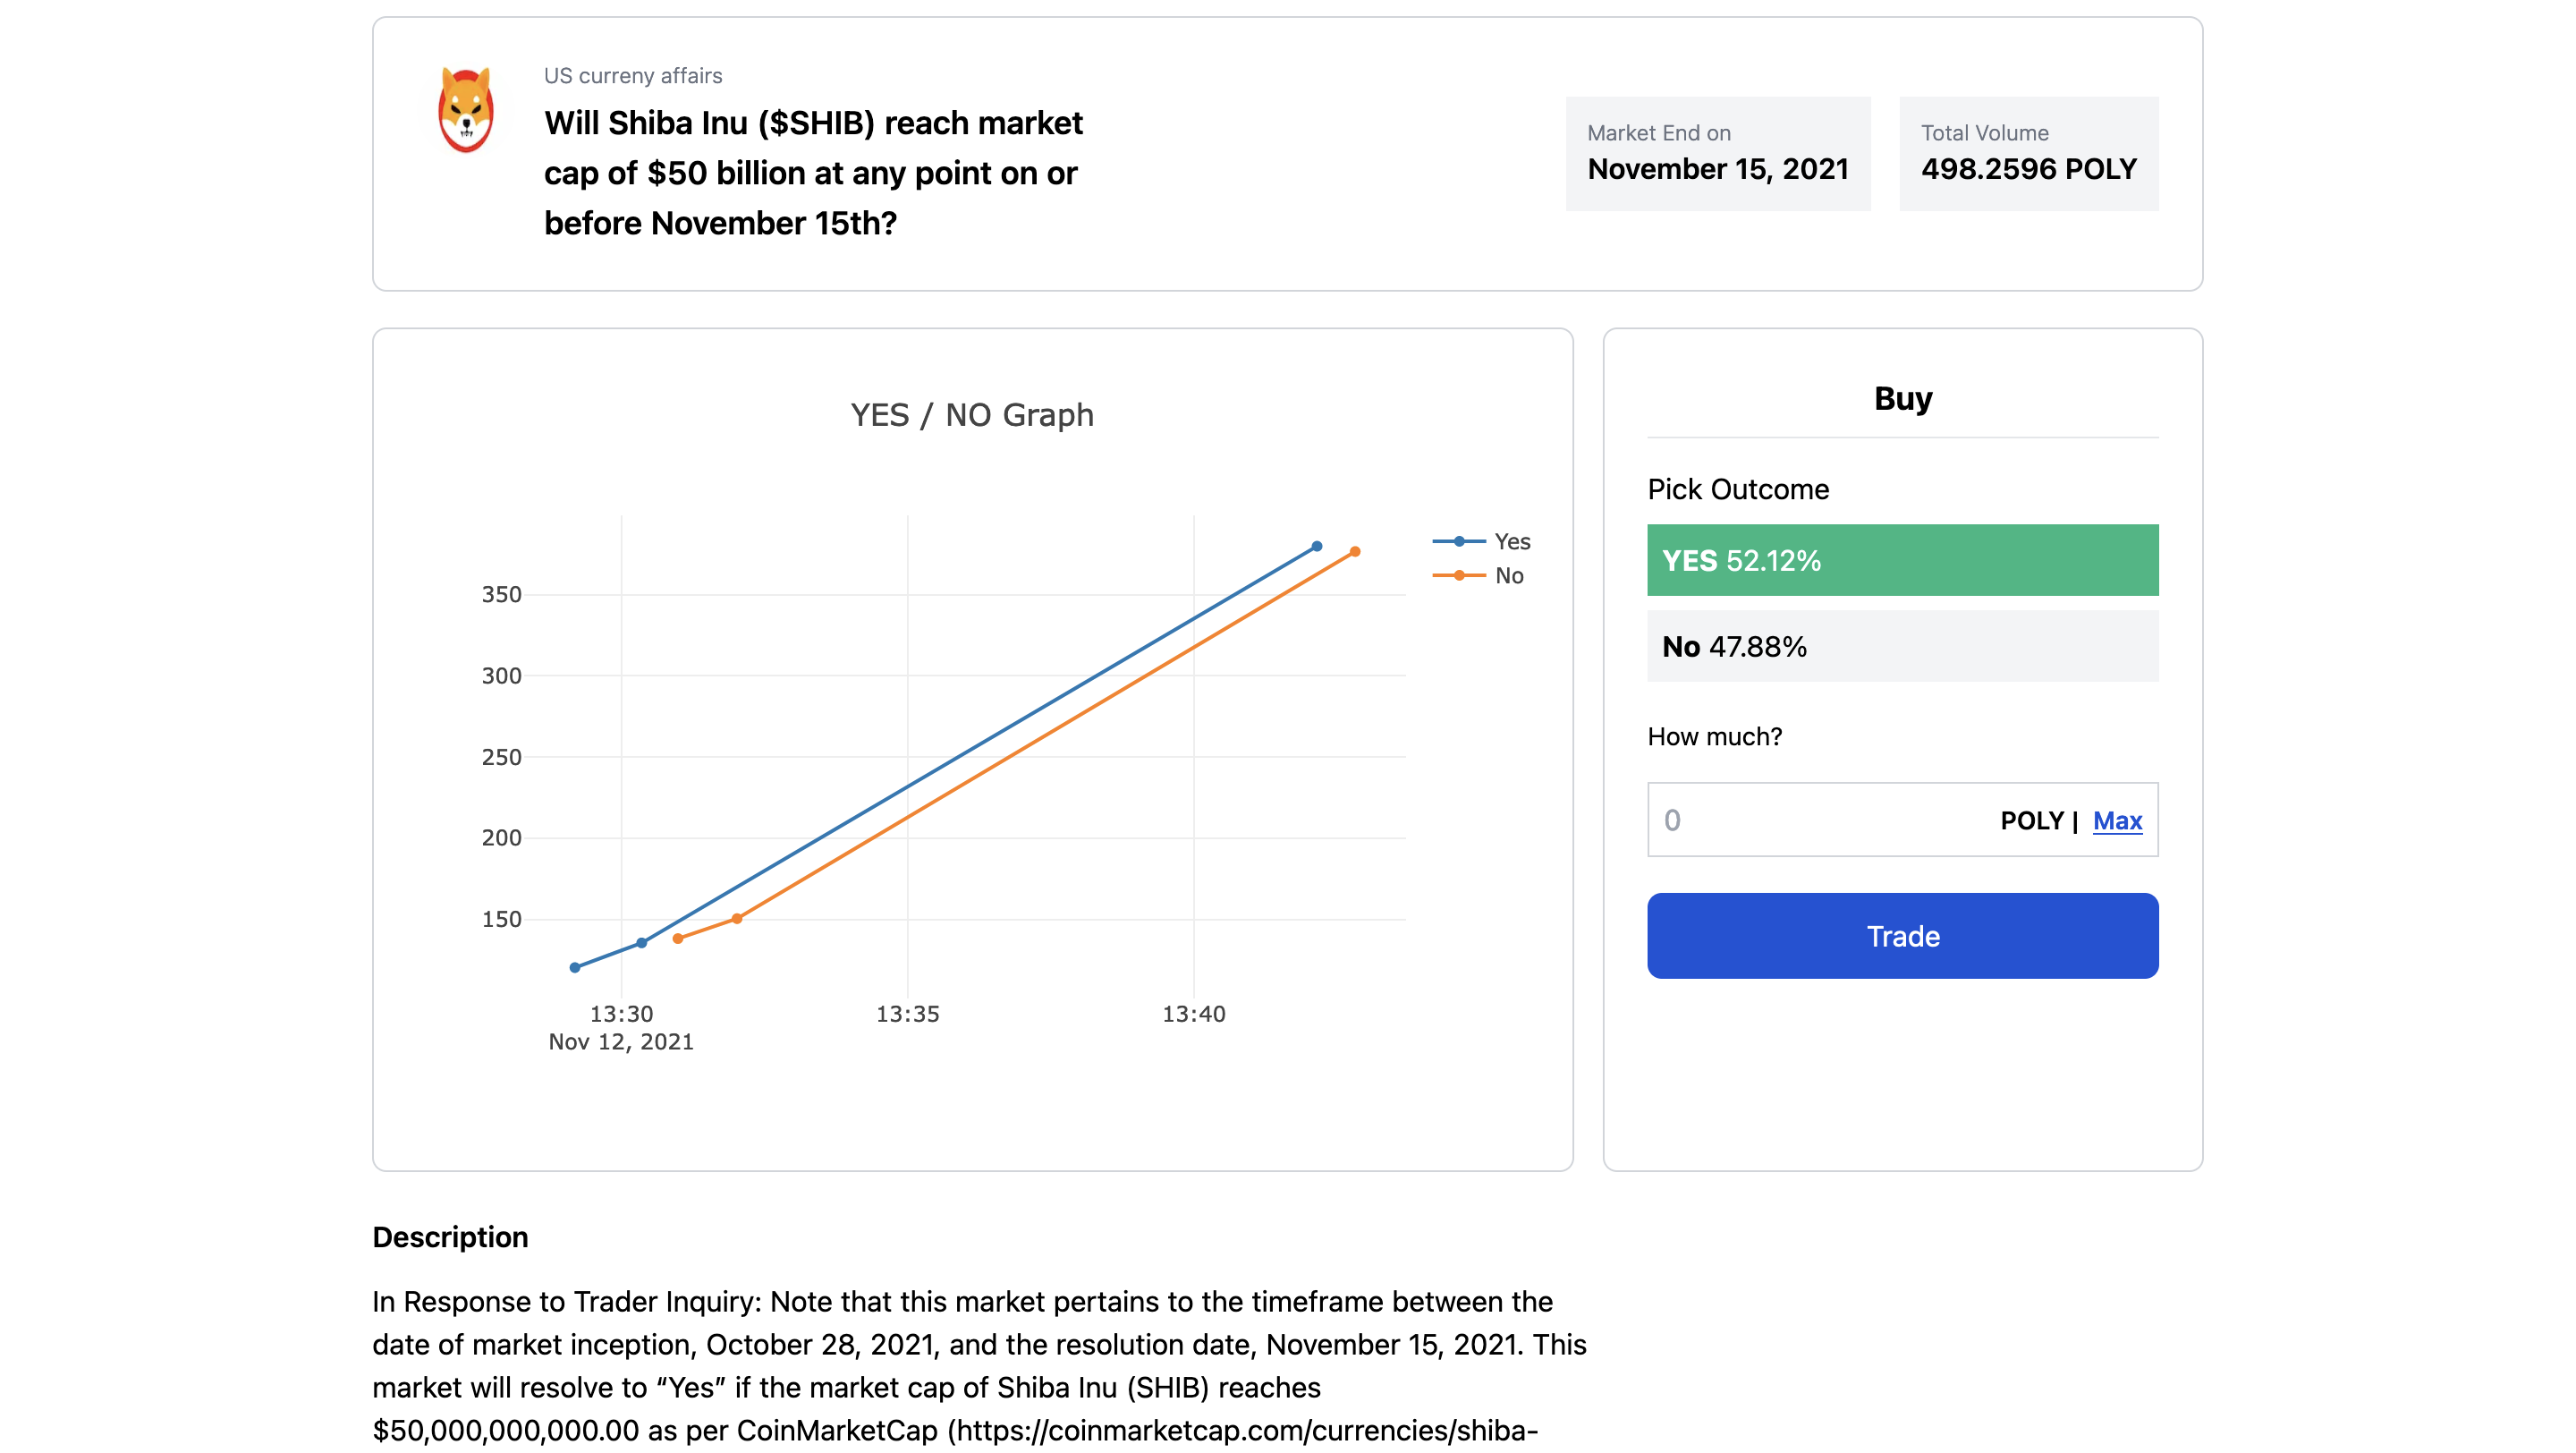 US curreny affairs
Will Shiba Inu ($SHIB) reach market
cap of $50 billion at any point on or
before November 15th?
Market End on
November 15, 2021
Total Volume
498.2596 POLY
YES / NO Graph
Yes
No
350
300
250
200
150
13:30
Nov 12, 2021
13:35
13:40
Buy
Pick Outcome
YES 52.12%
No 47.88%
How much?
0 POLY | Max
Trade
Description
In Response to Trader Inquiry: Note that this market pertains to the timeframe between the
date of market inception, October 28, 2021, and the resolution date, November 15, 2021. This
market will resolve to “Yes” if the market cap of Shiba Inu (SHIB) reaches
$50,000,000,000.00 as per CoinMarketCap (https://coinmarketcap.com/currencies/shiba-